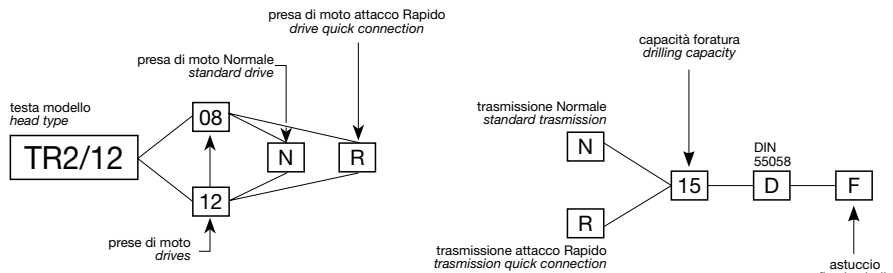 presa di moto attacco Rapido
drive quick connection
presa di moto Normale
standard drive
testa modello
head type
TR2/12
08
N
R
12
prese di moto
drives
capacità foratura
drilling capacity
trasmissione Normale
standard trasmission
N
DIN
55058
15
D
F
R
trasmissione attacco Rapido
trasmission quick connection
astuccio